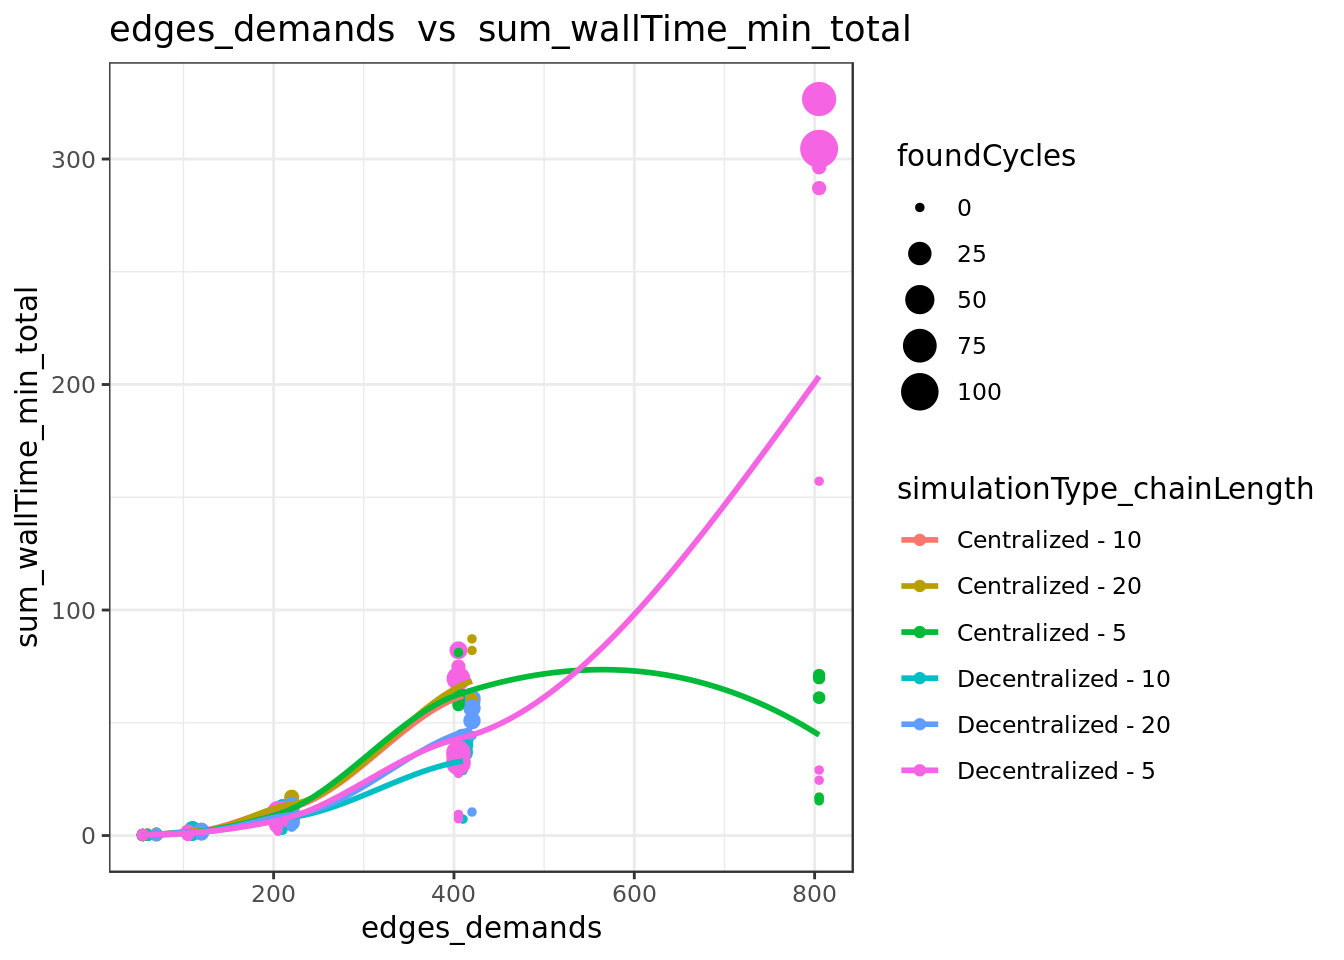 edges_demands vs sum_wallTime_min_total
sum_wallTime_min_total
300
200
100
0
200
400
600
800
edges_demands
foundCycles
0
25
50
75
100
simulationType_chainLength
Centralized - 10
Centralized - 20
Centralized - 5
Decentralized - 10
Decentralized - 20
Decentralized - 5